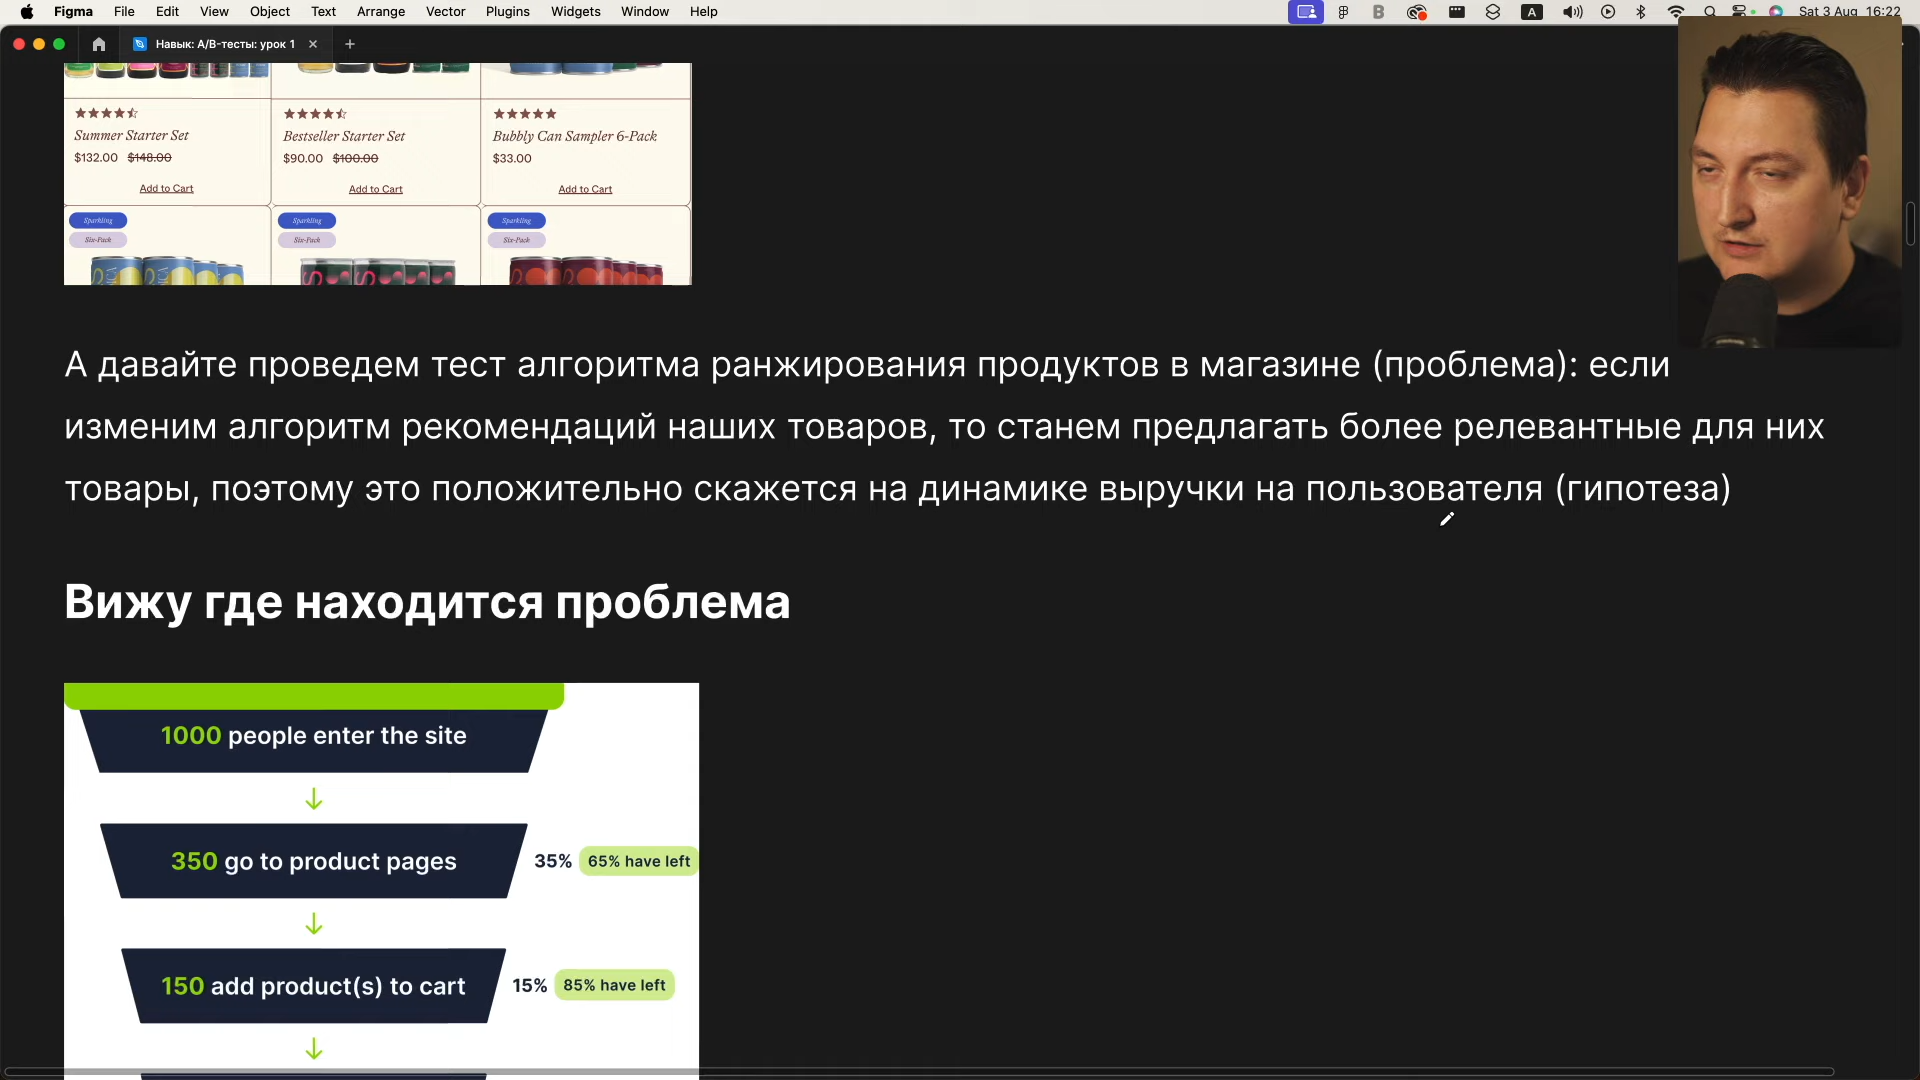 Figma File Edit View Object Text Arrange Vector Plugins Widgets Window Help A Sat 3 Aug 16:22
Навык: A/B-тесты: урок 1
Summer Starter Set
$132.00 $148.00
Add to Cart
Bestseller Starter Set
$90.00 $100.00
Add to Cart
Bubbly Can Sampler 6-Pack
$33.00
Add to Cart
Sparkling
Six-Pack
Sparkling
Six-Pack
Sparkling
Six-Pack
А давайте проведем тест алгоритма ранжирования продуктов в магазине (проблема): если
изменим алгоритм рекомендаций наших товаров, то станем предлагать более релевантные для них
товары, поэтому это положительно скажется на динамике выручки на пользователя (гипотеза)
Вижу где находится проблема
1000 people enter the site
350 go to product pages
35% 65% have left
150 add product(s) to cart
15% 85% have left